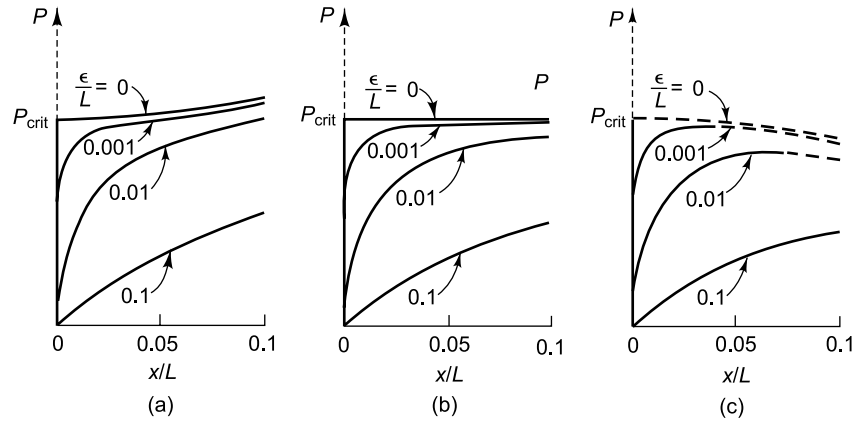 P
ϵ/L = 0
P_crit
0.001
0.01
0.1
0
0.05
0.1
x/L
(a)
P
ϵ/L = 0
P
P_crit
0.001
0.01
0.1
0
0.05
0.1
x/L
(b)
P
ϵ/L = 0
P_crit
0.001
0.01
0.1
0
0.05
0.1
x/L
(c)